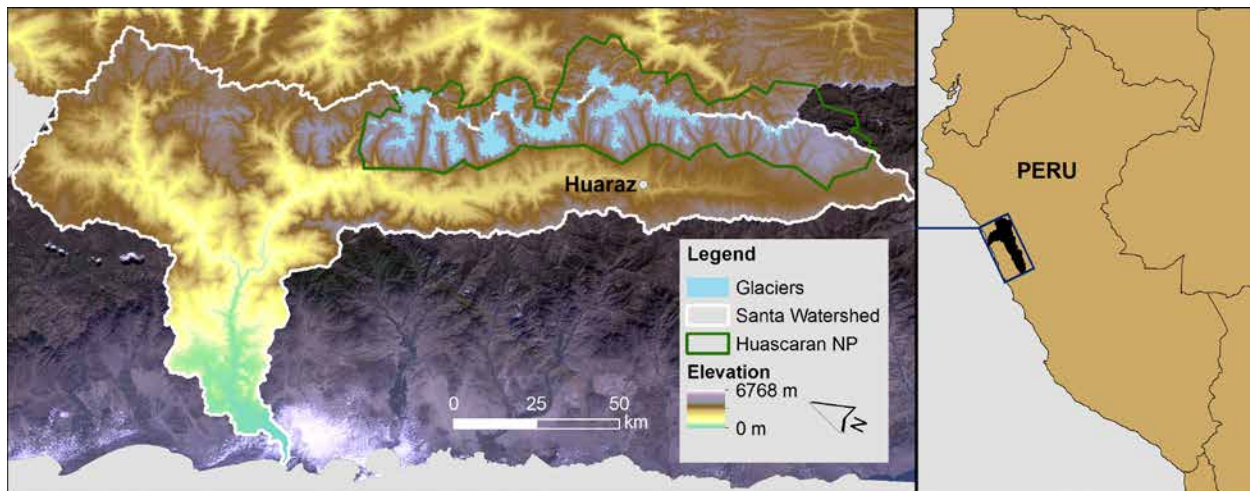 Huaraz
Legend
Glaciers
Santa Watershed
Huascaran NP
Elevation
6768 m
0 m
N
0 25 50
km
PERU